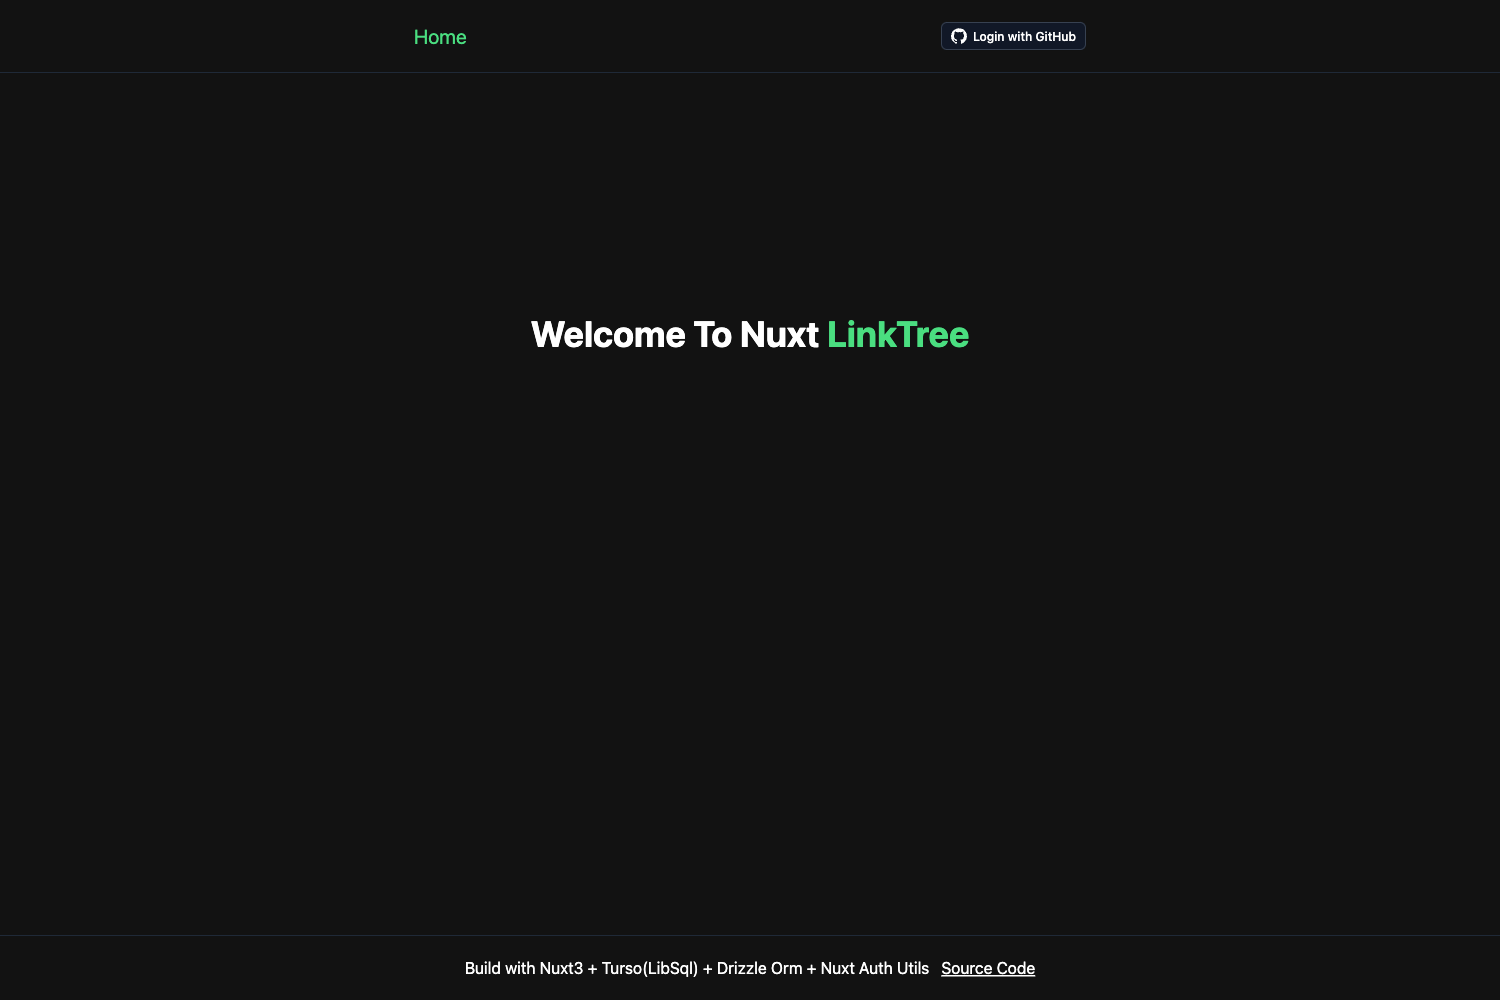 Home
Login with GitHub
Welcome To Nuxt LinkTree
Build with Nuxt3 + Turso(LibSql) + Drizzle Orm + Nuxt Auth Utils Source Code